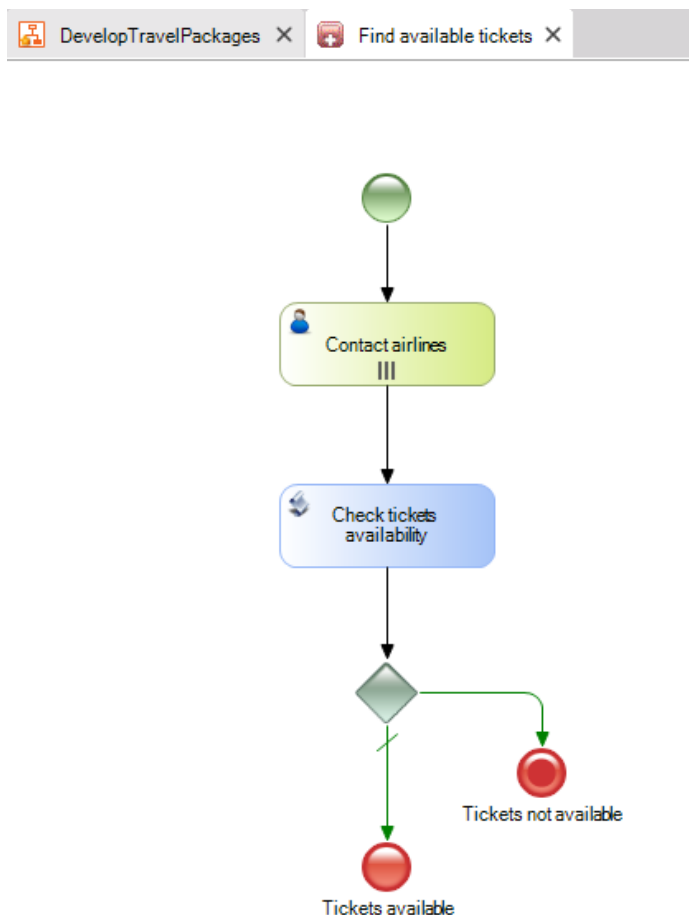 DevelopTravelPackages
Find available tickets
Contact airlines
Check tickets
availability
Tickets not available
Tickets available